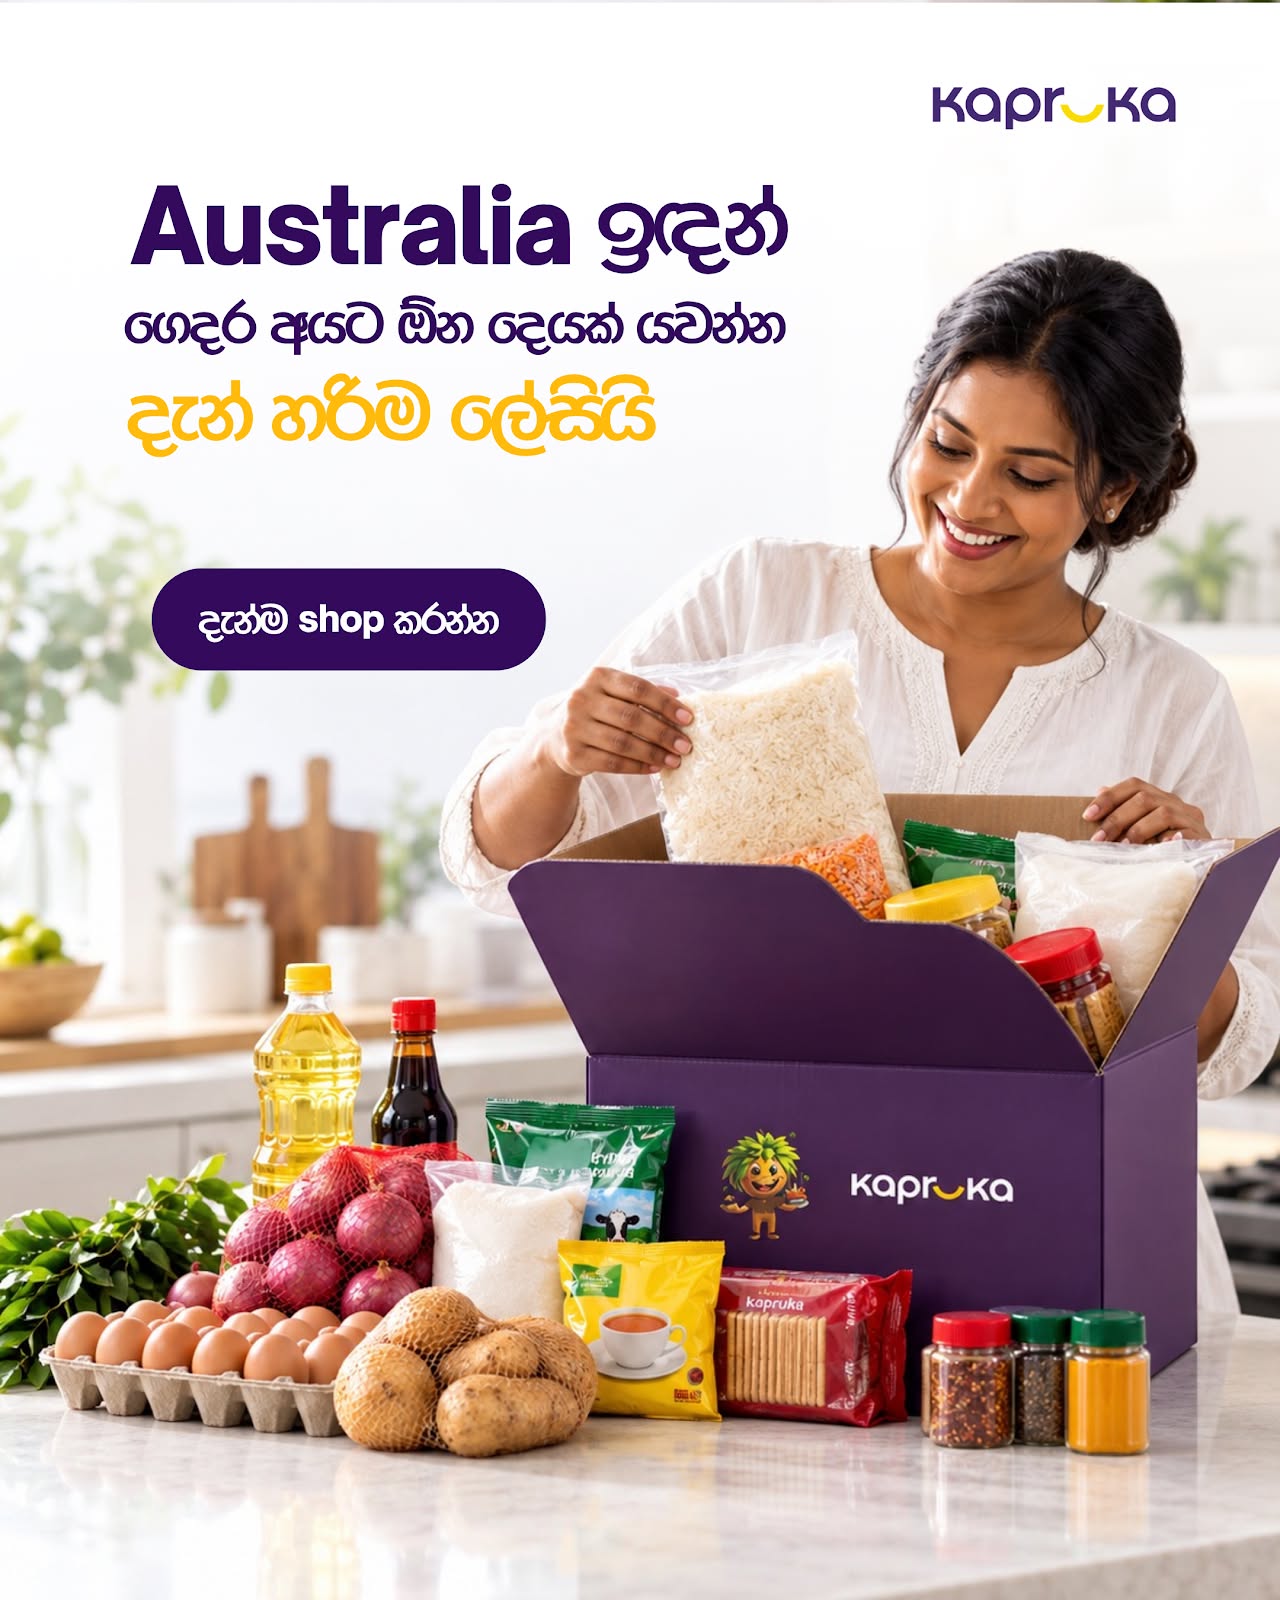 kapruka
Australia ඉඳන්
ගෙදර අයට ඕන දෙයක් යවන්න
දැන් හරිම ලේසියි
දැන්ම shop කරන්න
kapruka
kapruka